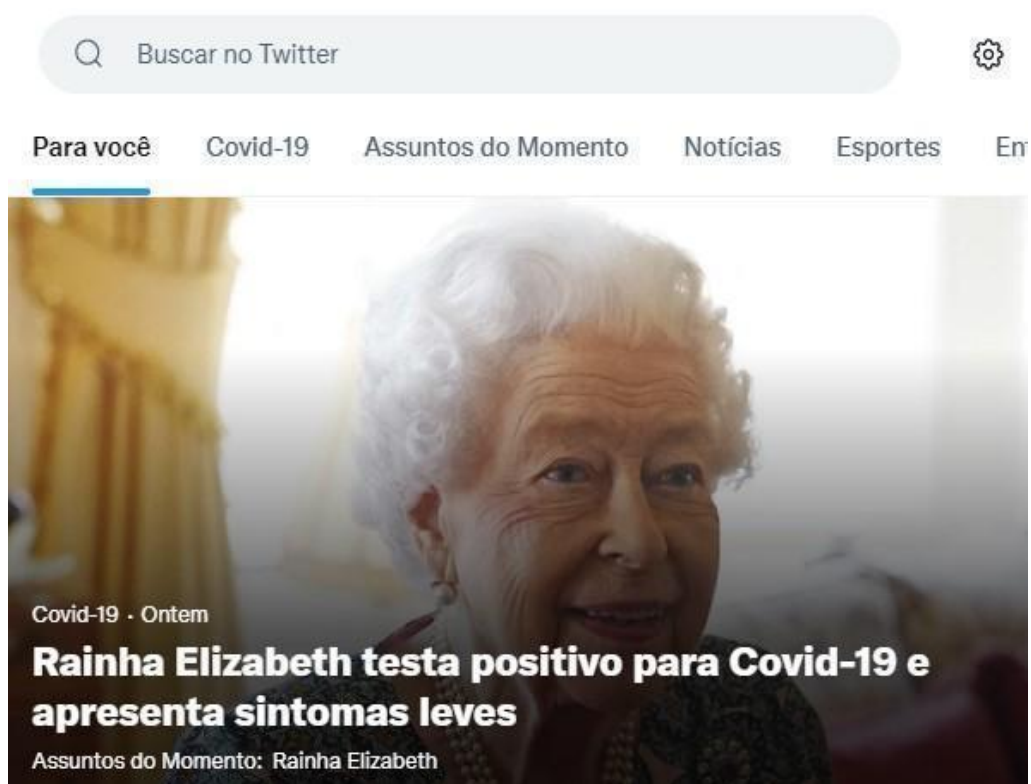 Buscar no Twitter
Para você Covid-19 Assuntos do Momento Notícias Esportes
Covid-19 · Ontem
Rainha Elizabeth testa positivo para Covid-19 e
apresenta sintomas leves
Assuntos do Momento: Rainha Elizabeth